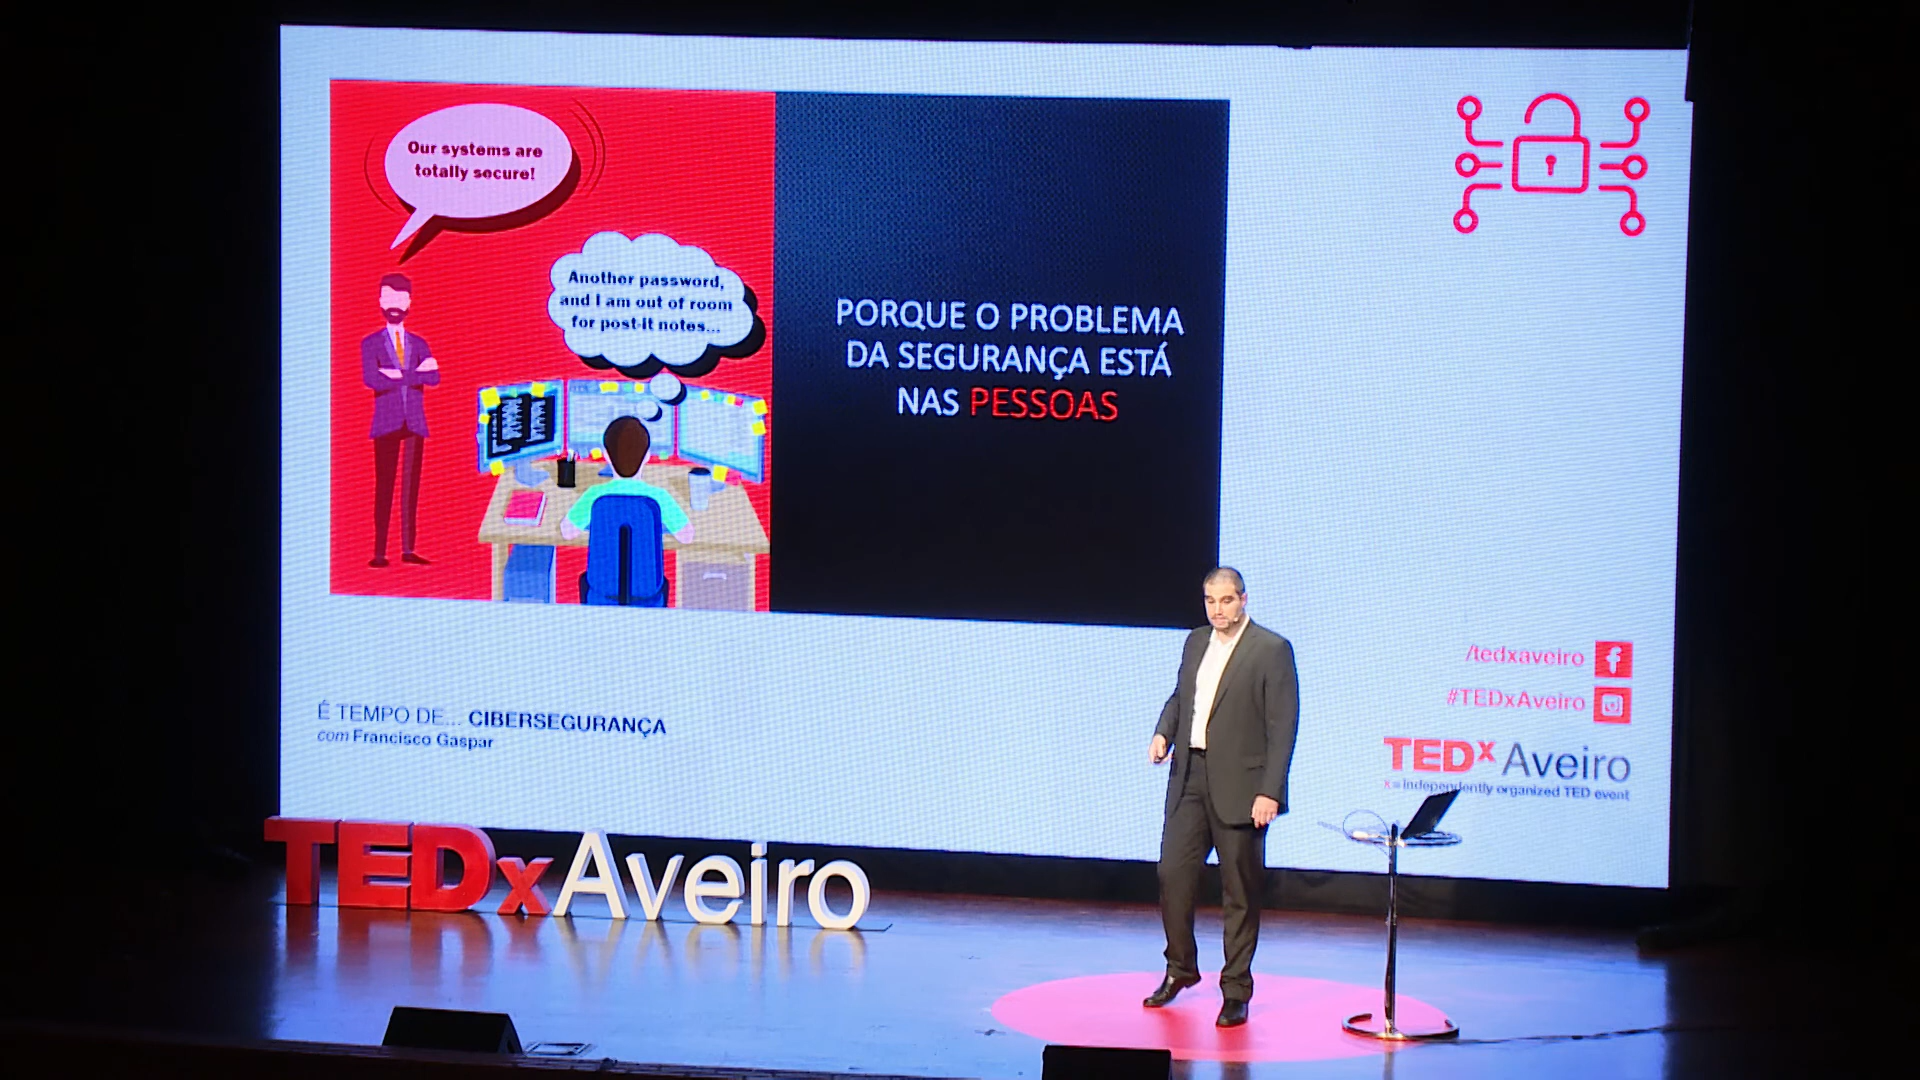 Our systems are
totally secure!
Another password,
and I am out of room
for post-it notes...
PORQUE O PROBLEMA
DA SEGURANÇA ESTÁ
NAS PESSOAS
/tedxaveiro
#TEDxAveiro
É TEMPO DE... CIBERSEGURANÇA
com Francisco Gaspar
TEDx Aveiro
x = independently organized TED event
TEDxAveiro